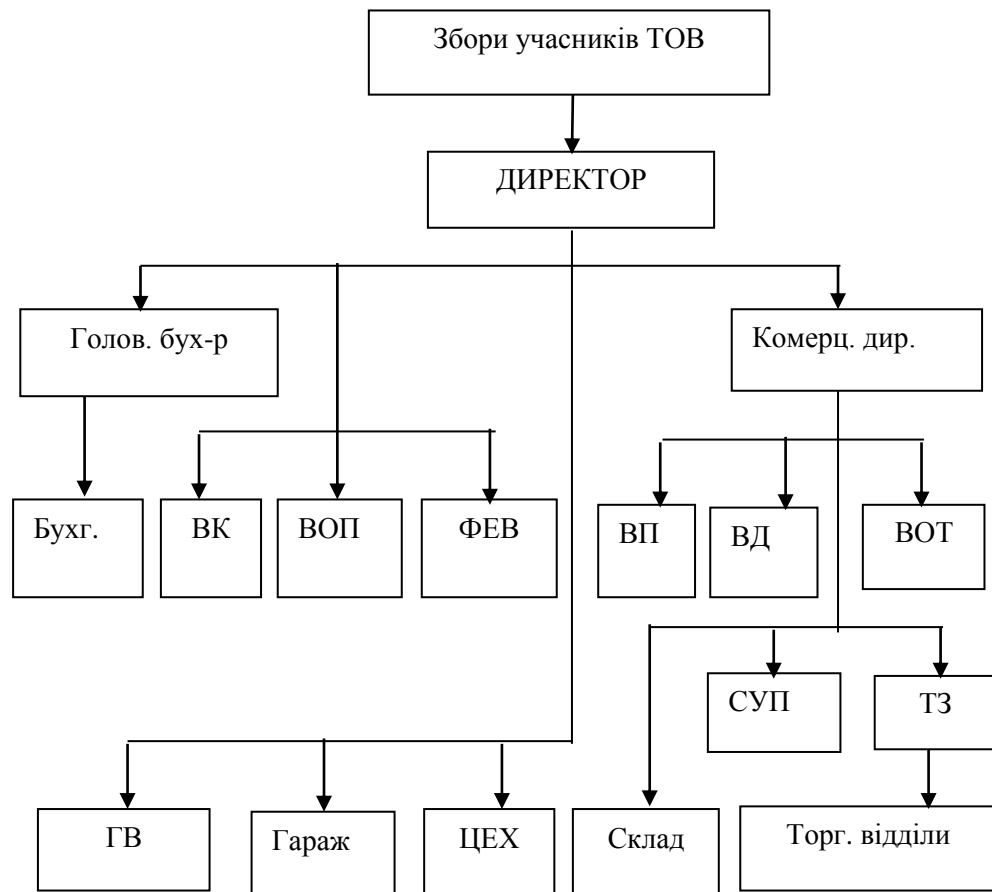 Збори учасників ТОВ
ДИРЕКТОР
Голов. бух-р
Комерц. дир.
Бухг.
ВК
ВОП
ФЕВ
ВП
ВД
ВОТ
СУП
ТЗ
ГВ
Гараж
ЦЕХ
Склад
Торг. відділи